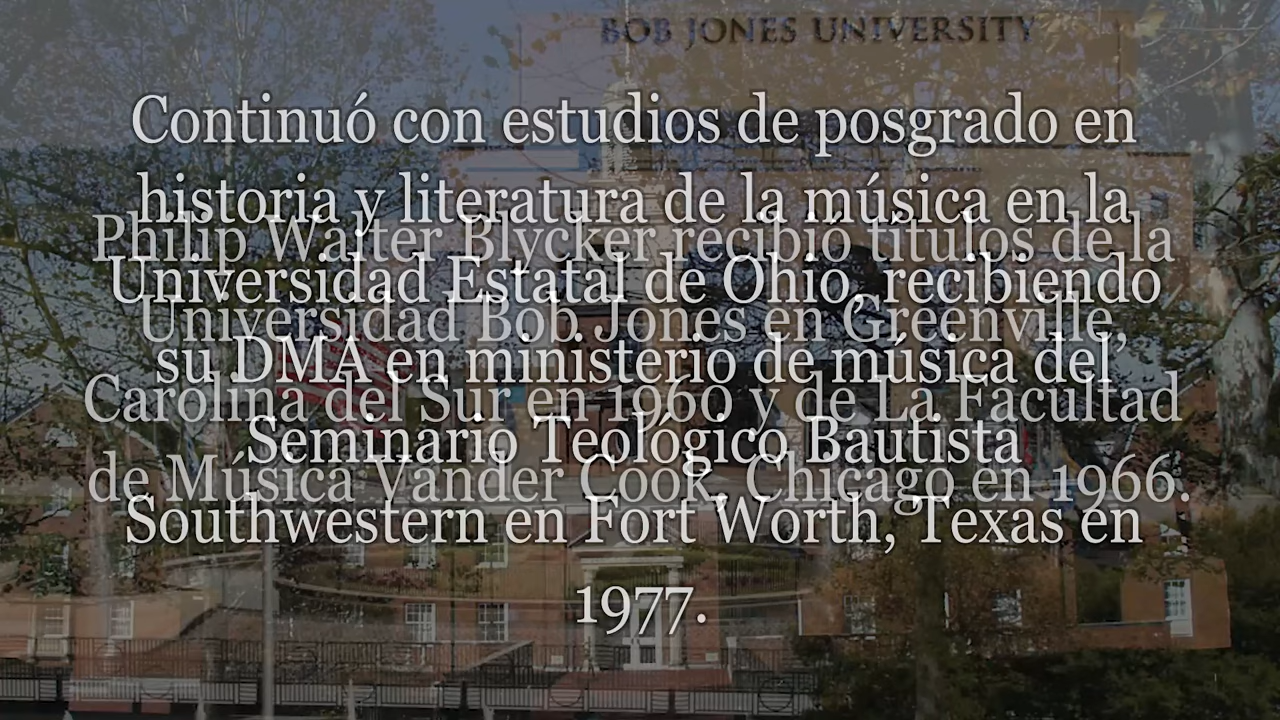 BOB JONES UNIVERSITY
Continuó con estudios de posgrado en
historia y literatura de la música en la
Universidad Estatal de Ohio, recibiendo
su DMA en ministerio de música del
Seminario Teológico Bautista
Southwestern en Fort Worth, Texas en
1977.
Philip Walter Blycker recibió títulos de la
Universidad Bob Jones en Greenville,
Carolina del Sur en 1960 y de La Facultad
de Música Vander Cook, Chicago en 1966.